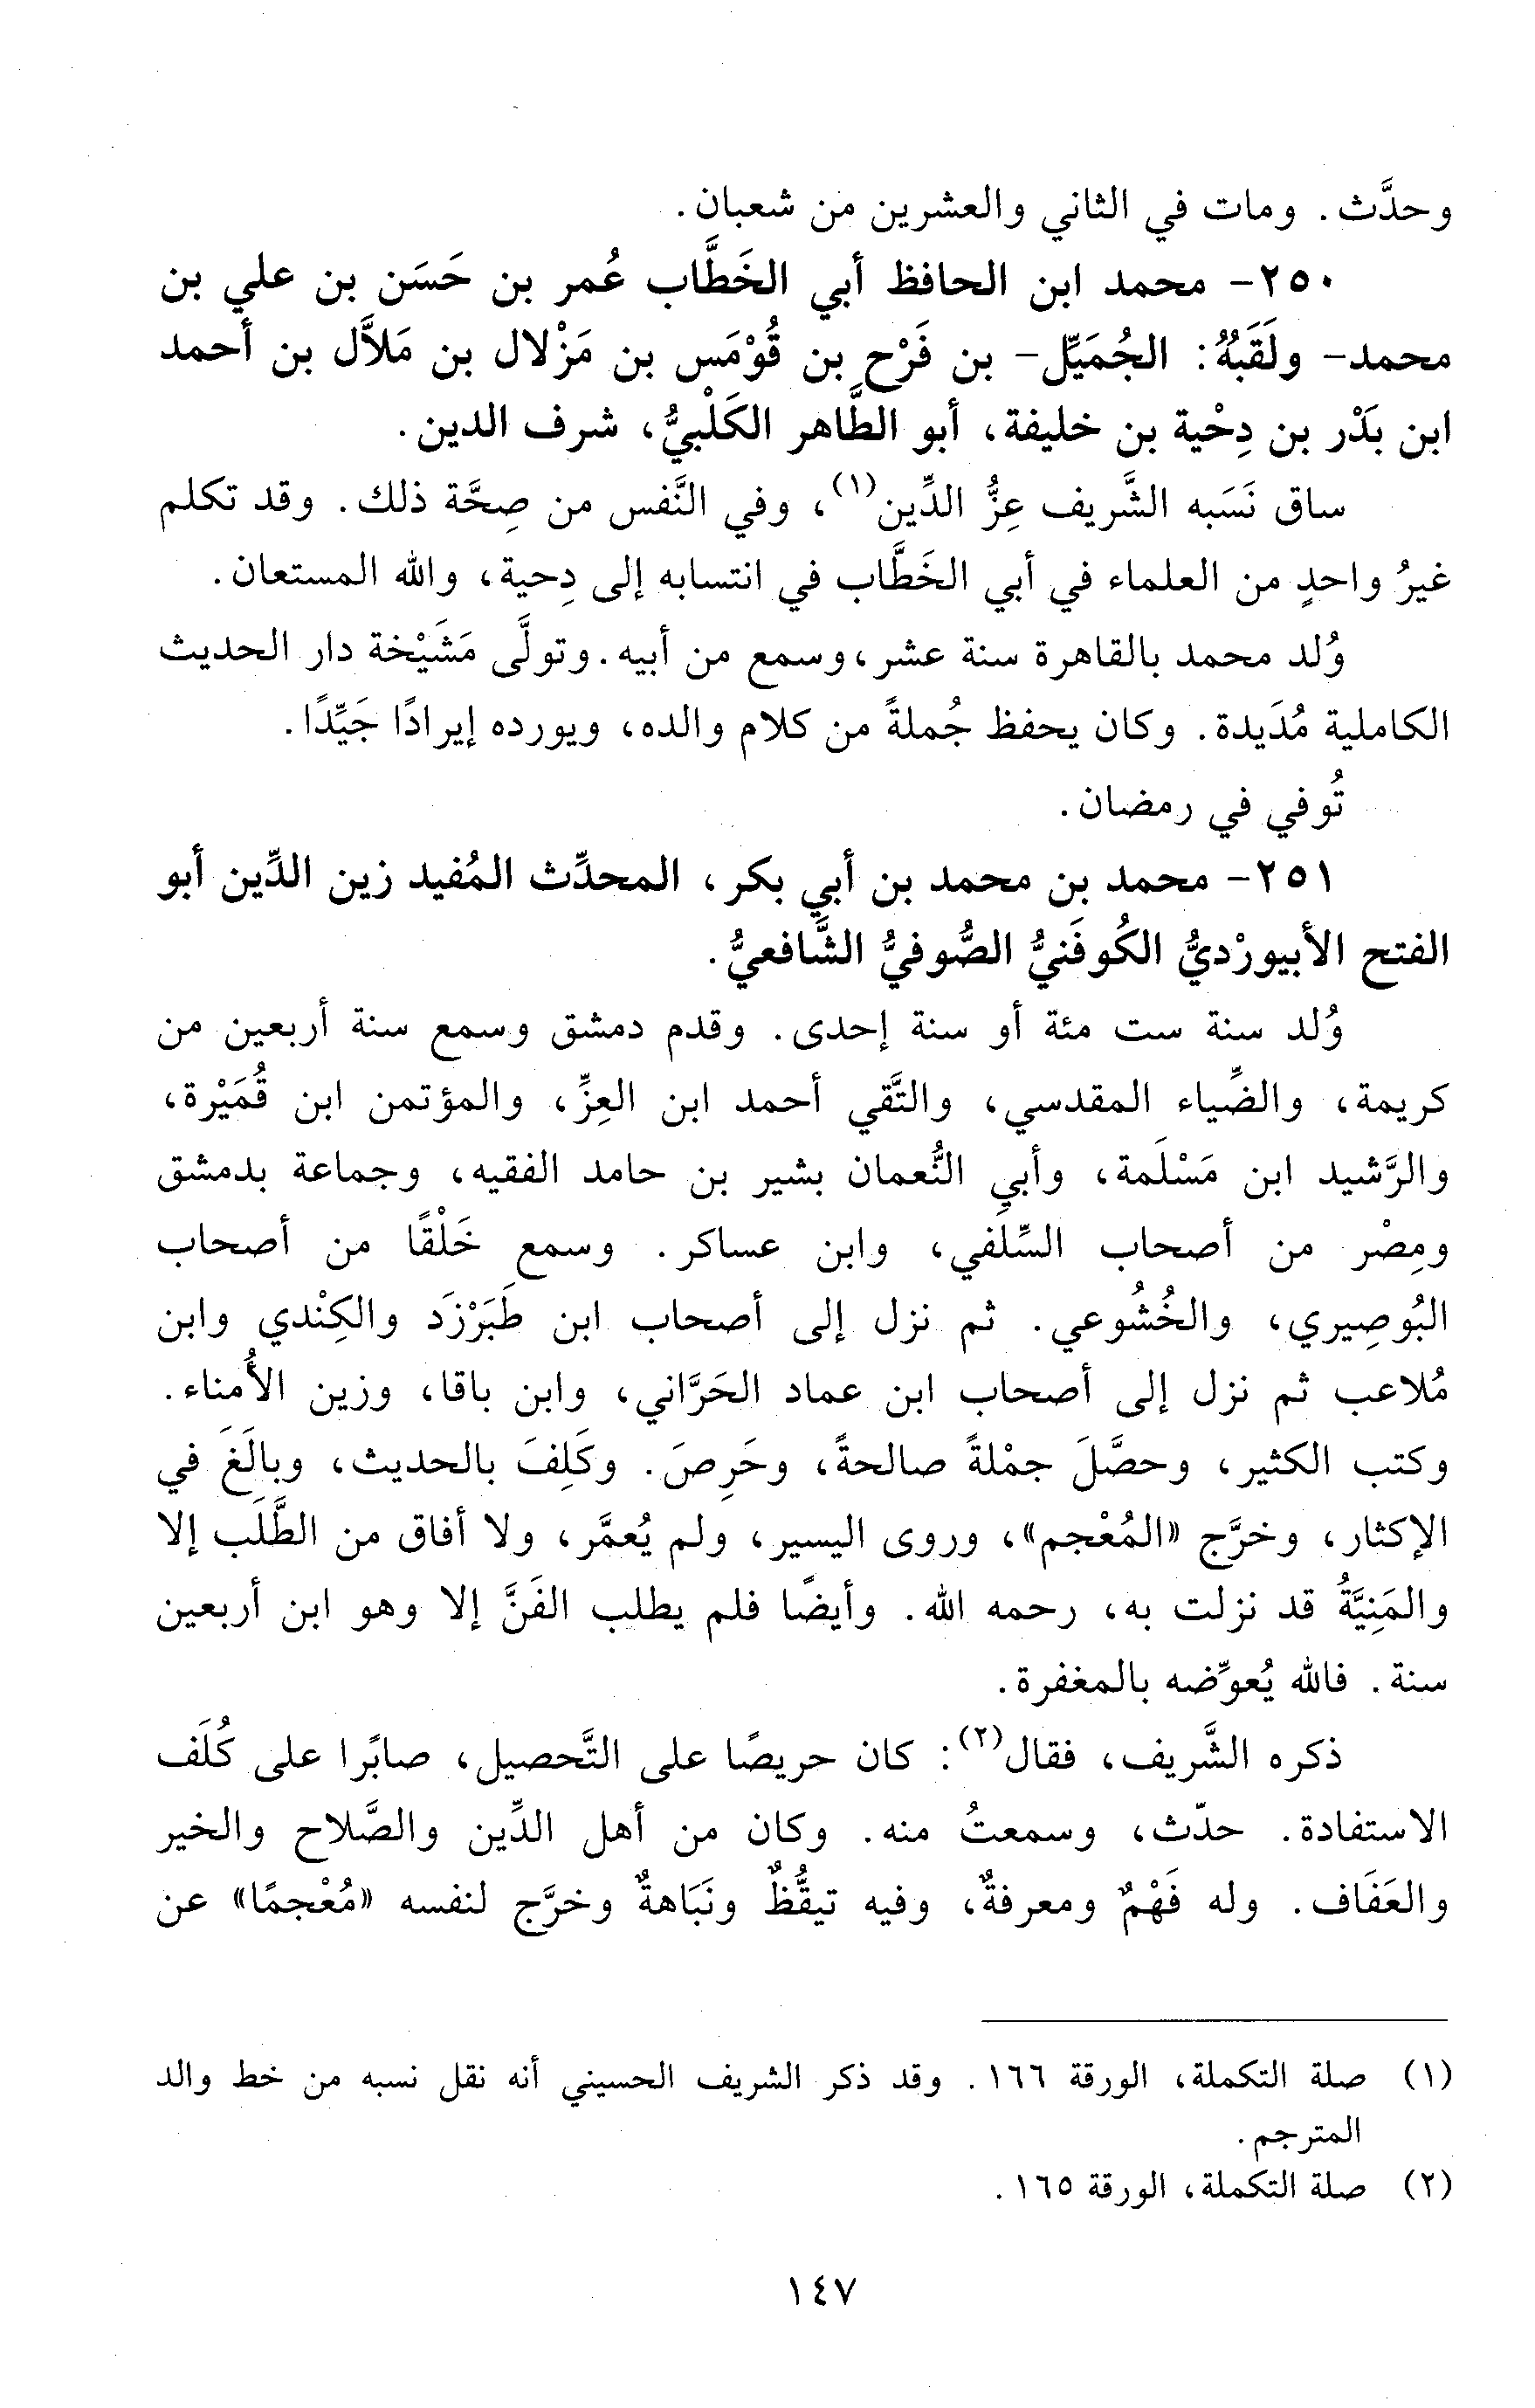 وحدَّث. ومات في الثاني والعشرين من شعبان.
٢٥٠- محمد ابن الحافظ أبي الخَطَّاب عُمر بن حَسَن بن علي بن
محمد- ولَقَبُهُ: الجُمَيِّل- بن فَرْح بن قُوْمَس بن مَزْلال بن مَلاَّل بن أحمد
ابن بَدْر بن دِحْية بن خليفة، أبو الطَّاهر الكَلْبيُّ، شرف الدين.
ساق نَسَبه الشَّريف عِزُّ الدِّين(١)، وفي النَّفس من صِحَّة ذلك. وقد تكلم
غيرُ واحدٍ من العلماء في أبي الخَطَّاب في انتسابه إلى دِحية، والله المستعان.
وُلد محمد بالقاهرة سنة عشر، وسمع من أبيه. وتولَّى مَشَيْخة دار الحديث
الكاملية مُدَيدة. وكان يحفظ جُملةً من كلام والده، ويورده إيرادًا جَيِّدًا.
تُوفي في رمضان.
٢٥١- محمد بن محمد بن أبي بكر، المحدِّث المُفيد زين الدِّين أبو
الفتح الأبيورْديُّ الكُوفَنيُّ الصُّوفيُّ الشَّافعيُّ.
وُلد سنة ست مئة أو سنة إحدى. وقدم دمشق وسمع سنة أربعين من
كريمة، والضِّياء المقدسي، والتَّقي أحمد ابن العِزِّ، والمؤتمن ابن قُمَيْرة،
والرَّشيد ابن مَسْلَمة، وأبي النُّعمان بشير بن حامد الفقيه، وجماعة بدمشق
ومِصْر من أصحاب السِّلَفي، وابن عساكر. وسمع خَلْقًا من أصحاب
البُوصِيري، والخُشُوعي. ثم نزل إلى أصحاب ابن طَبَرْزَد والكِنْدي وابن
مُلاعب ثم نزل إلى أصحاب ابن عماد الحَرَّاني، وابن باقا، وزين الأُمناء.
وكتب الكثير، وحصَّلَ جمْلةً صالحةً، وحَرِصَ. وكَلِفَ بالحديث، وبالَغَ في
الإكثار، وخرَّج «المُعْجم»، وروى اليسير، ولم يُعمَّر، ولا أفاق من الطَّلَب إلا
والمَنِيَّةُ قد نزلت به، رحمه الله. وأيضًا فلم يطلب الفَنَّ إلا وهو ابن أربعين
سنة. فالله يُعوِّضه بالمغفرة.
ذكره الشَّريف، فقال(٢): كان حريصًا على التَّحصيل، صابًرا على كُلَف
الاستفادة. حدّث، وسمعتُ منه. وكان من أهل الدِّين والصَّلاح والخير
والعَفَاف. وله فَهْمٌ ومعرفةٌ، وفيه تيقُّظٌ ونَبَاهةٌ وخرَّج لنفسه «مُعْجمًا» عن
(١) صلة التكملة، الورقة ١٦٦. وقد ذكر الشريف الحسيني أنه نقل نسبه من خط والد
المترجم.
(٢) صلة التكملة، الورقة ١٦٥.
١٤٧